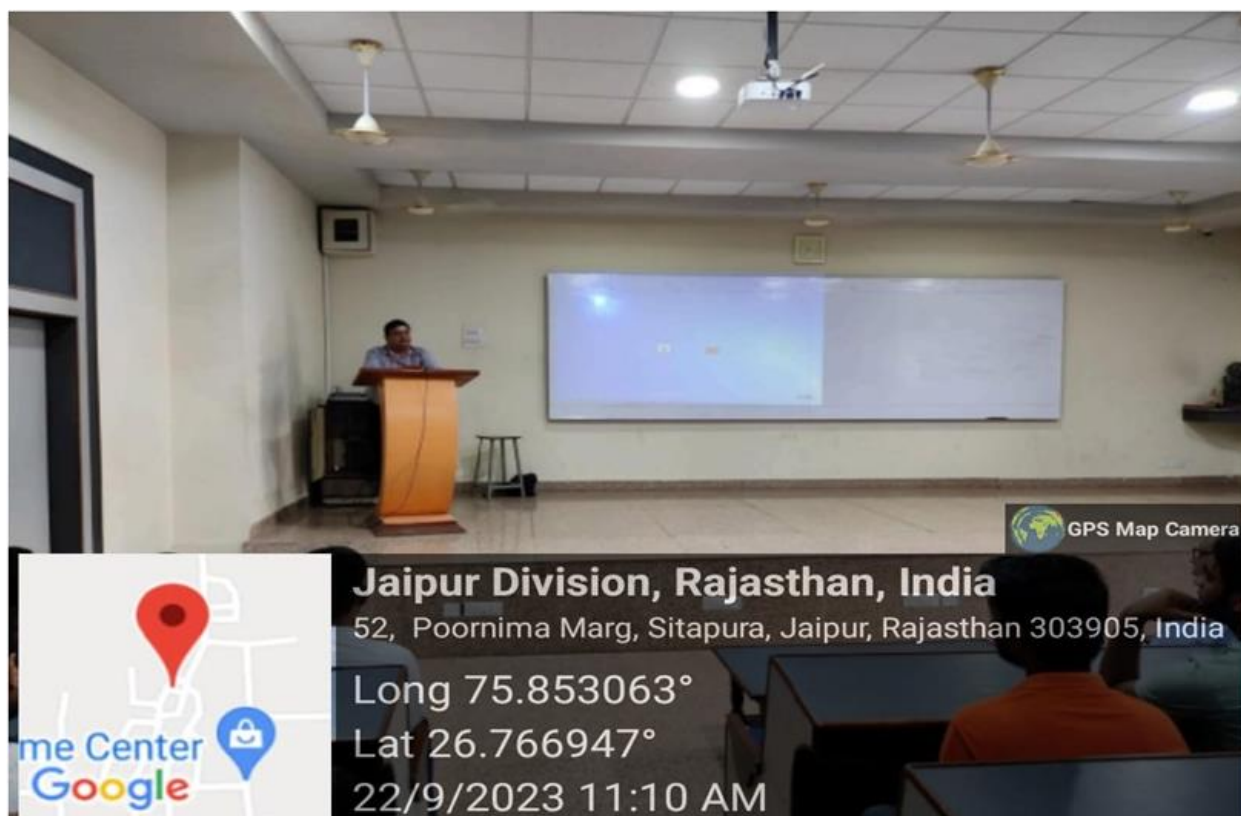 GPS Map Camera
Jaipur Division, Rajasthan, India
52, Poornima Marg, Sitapura, Jaipur, Rajasthan 303905, India
Long 75.853063°
Lat 26.766947°
22/9/2023 11:10 AM
me Center
Google